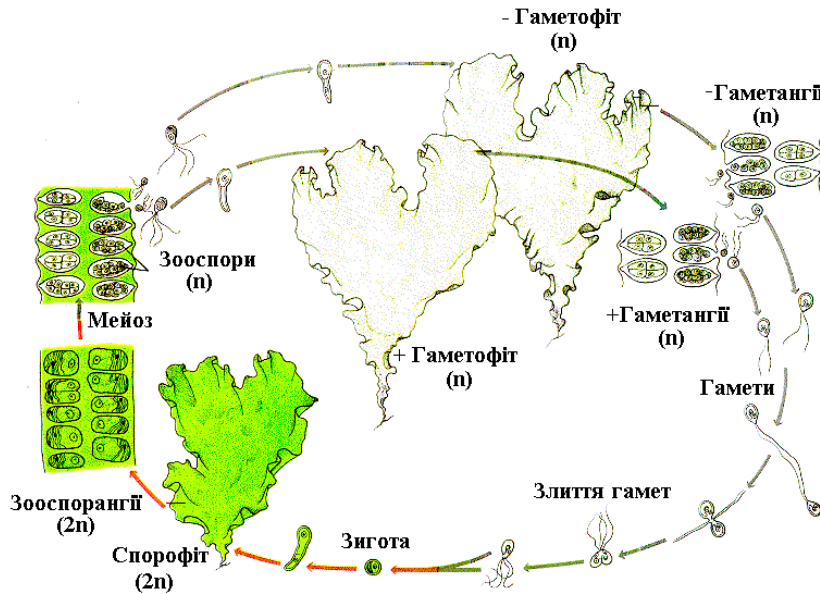 - Гаметофіт
(n)
-Гаметангії
(n)
Зооспори
(n)
Мейоз
+ Гаметофіт
(n)
+Гаметангії
(n)
Гамети
Злиття гамет
Зооспорангії
(2n)
Зигота
Спорофіт
(2n)